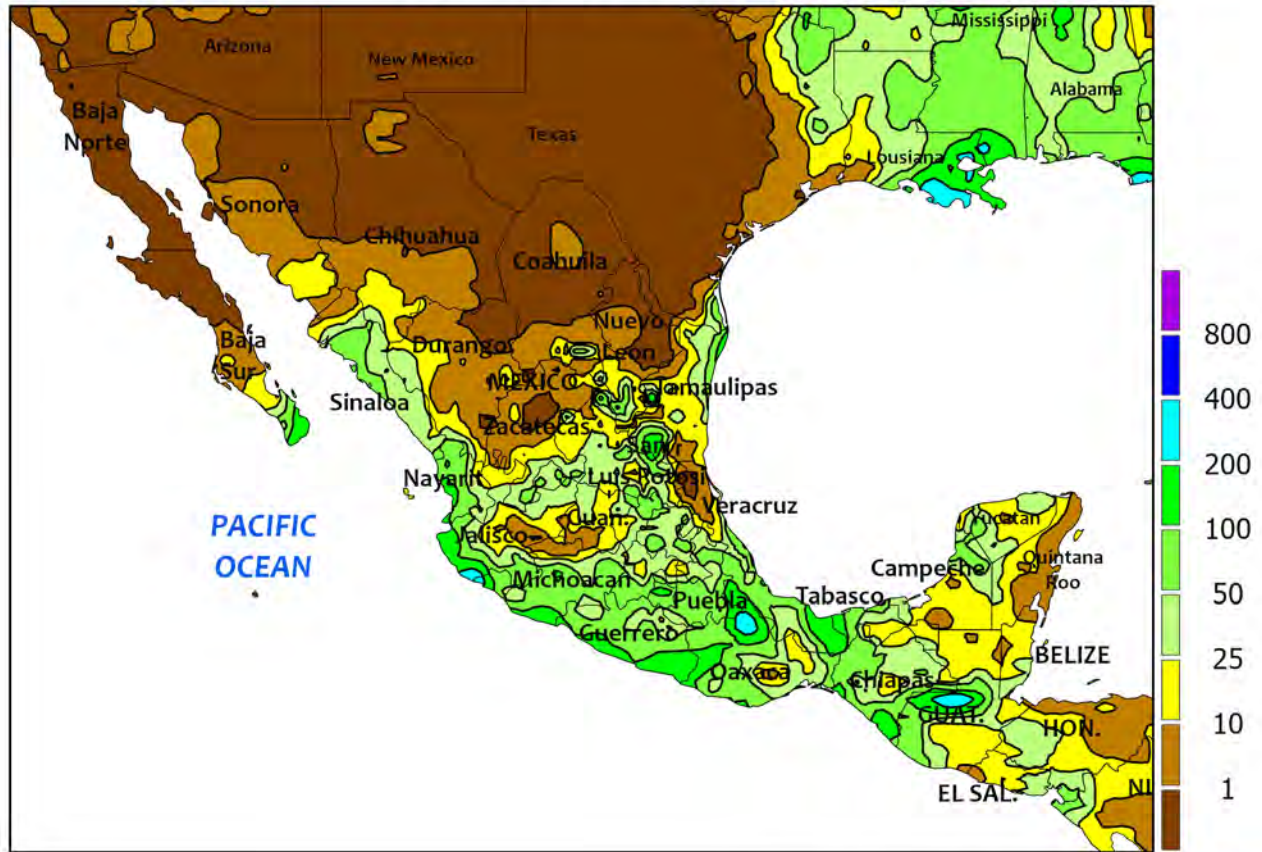 Mississippi
Arizona
New Mexico
Alabama
Baja
Norte
Texas
Lousiana
Sonora
Chihuahua
Coahuila
Nuevo
Leon
Baja
Sur
Durango
800
MEXICO
Tamaulipas
400
Sinaloa
Zacatecas
San
200
Nayarit
Luis Potosi
Veracruz
100
PACIFIC
OCEAN
Guan.
Yucatan
Jalisco
Quintana
Roo
Campeche
Michoacan
Puebla
Tabasco
50
Guerrero
25
BELIZE
Oaxaca
Chiapas
GUAT.
HON.
10
EL SAL.
NI
1